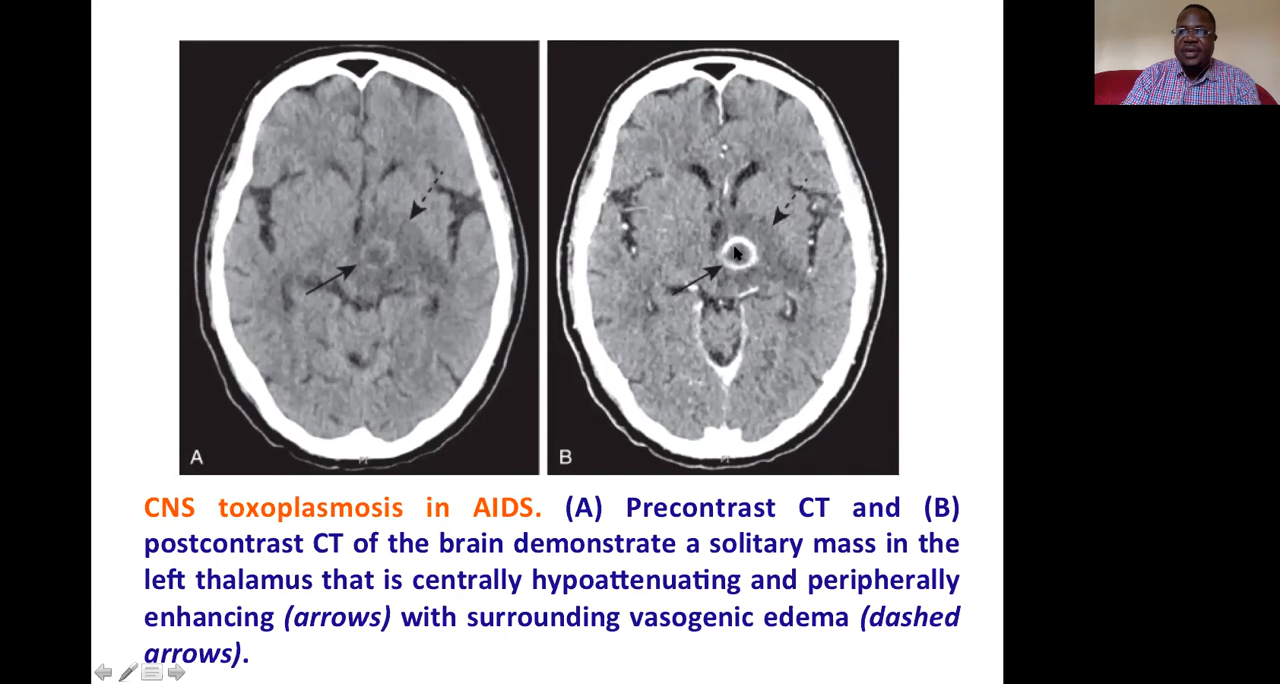 A
B
CNS toxoplasmosis in AIDS. (A) Precontrast CT and (B)
postcontrast CT of the brain demonstrate a solitary mass in the
left thalamus that is centrally hypoattenuating and peripherally
enhancing (arrows) with surrounding vasogenic edema (dashed
arrows).